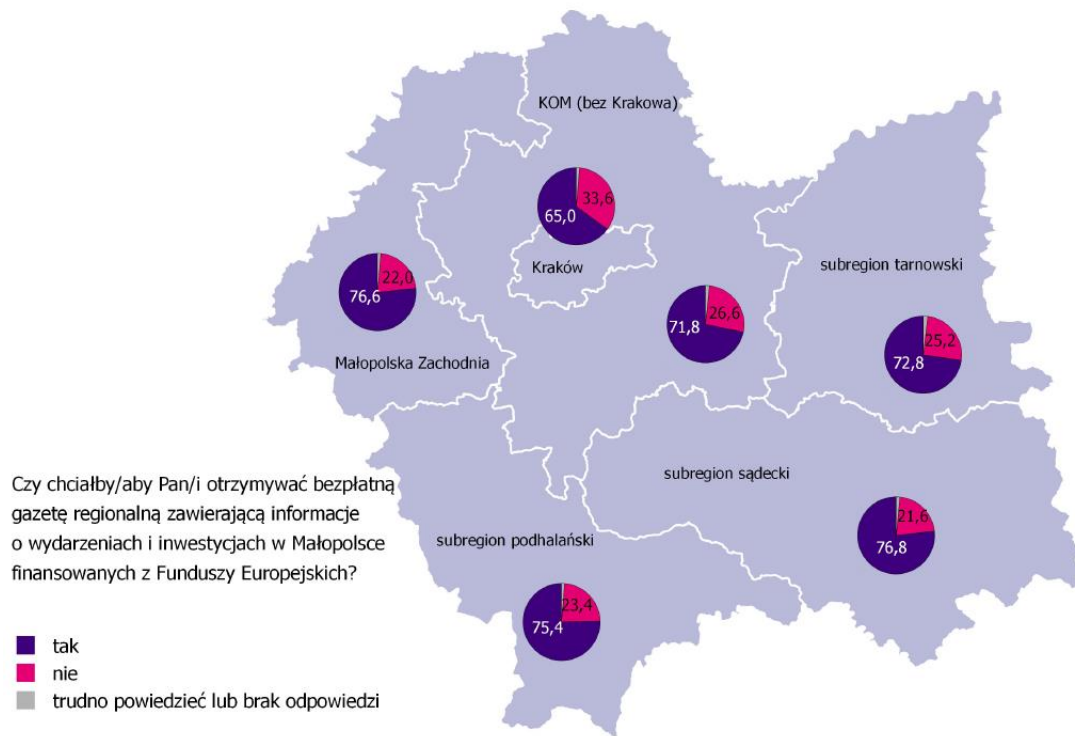 KOM (bez Krakowa)
33,6
65,0
Kraków
subregion tarnowski
22,0
76,6
26,6
71,8
25,2
72,8
Małopolska Zachodnia
subregion sądecki
Czy chciałby/aby Pan/i otrzymywać bezpłatną
gazetę regionalną zawierającą informacje
o wydarzeniach i inwestycjach w Małopolsce
finansowanych z Funduszy Europejskich?
subregion podhalański
21,6
76,8
23,4
75,4
tak
nie
trudno powiedzieć lub brak odpowiedzi